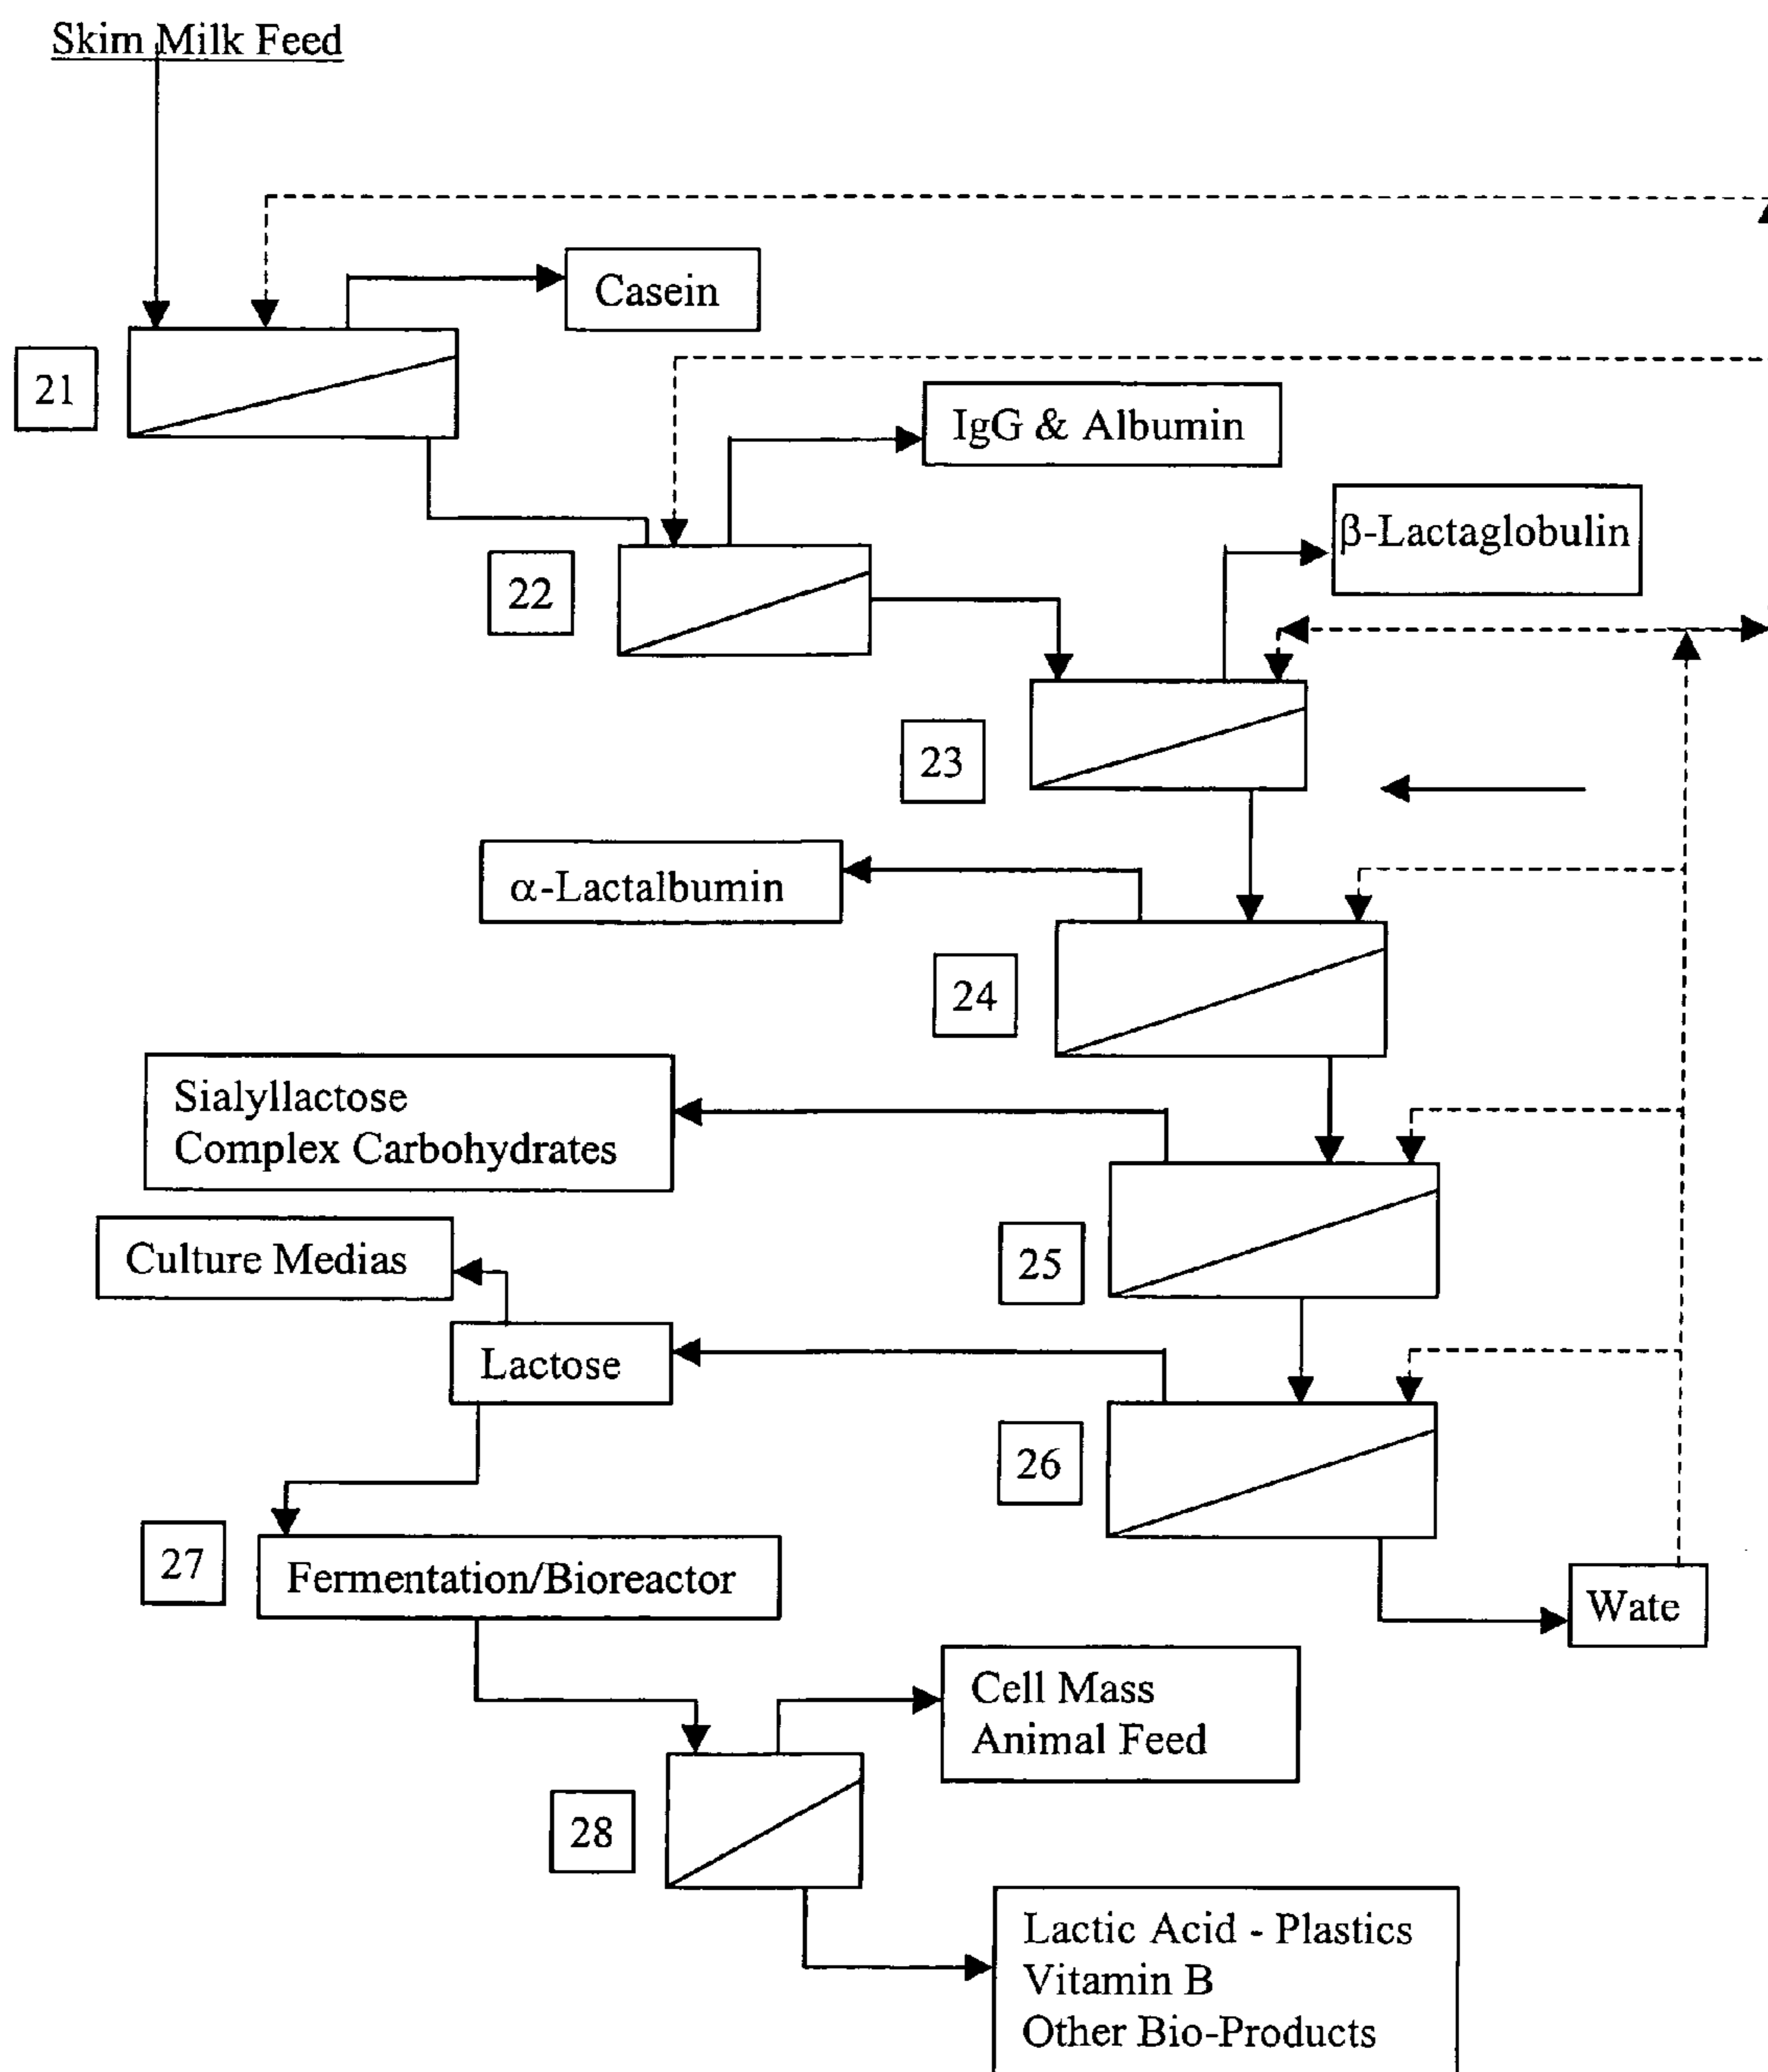 Skim Milk Feed
Casein
21
IgG & Albumin
β-Lactaglobulin
22
23
α-Lactalbumin
24
Sialyllactose
Complex Carbohydrates
Culture Medias
25
Lactose
26
27
Fermentation/Bioreactor
Wate
Cell Mass
Animal Feed
28
Lactic Acid - Plastics
Vitamin B
Other Bio-Products